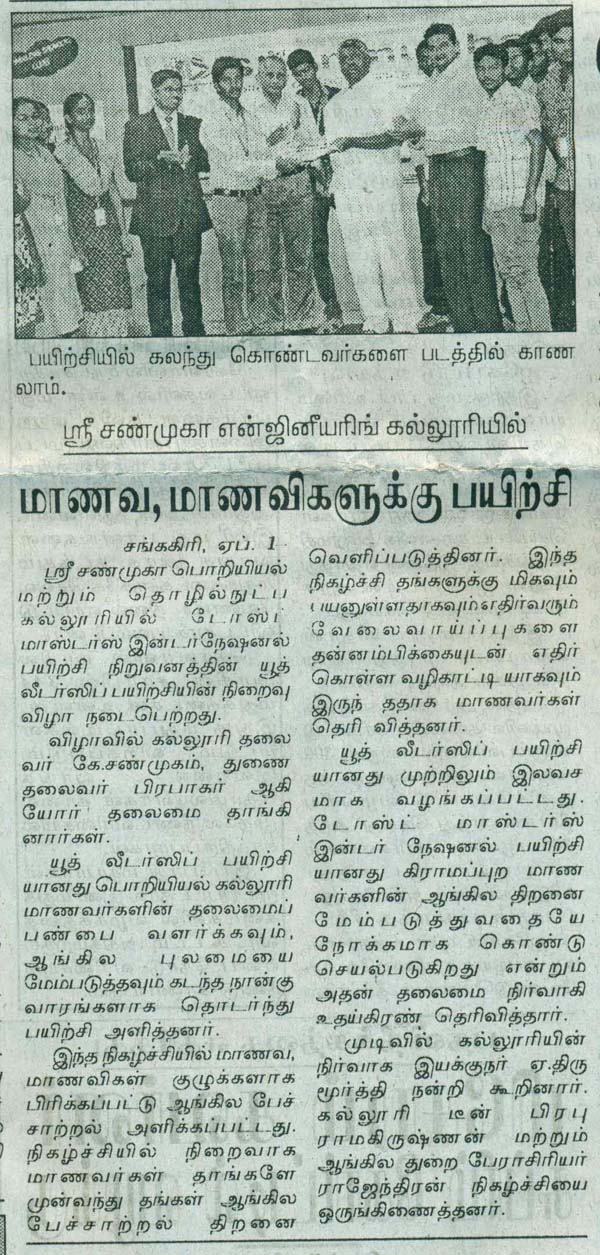 பயிற்சியில் கலந்து கொண்டவர்களை படத்தில் காண
லாம்.
ஸ்ரீ சண்முகா என்ஜினீயரிங் கல்லூரியில்
மாணவ, மாணவிகளுக்கு பயிற்சி
சங்ககிரி, ஏப். 1
ஸ்ரீ சண்முகா பொறியியல்
மற்றும் தொழில்நுட்ப
கல்லூரியில் டோஸ்ட்
மாஸ்டர்ஸ் இன்டர்நேஷனல்
பயிற்சி நிறுவனத்தின் யூத்
லீடர்ஸிப் பயிற்சியின் நிறைவு
விழா நடைபெற்றது.
விழாவில் கல்லூரி தலை
வர் கே.சண்முகம், துணை
தலைவர் பிரபாகர் ஆகி
யோர் தலைமை தாங்கி
னார்கள்.
யூத் லீடர்ஸிப் பயிற்சி
யானது பொறியியல் கல்லூரி
மாணவர்களின் தலைமைப்
பண்பை வளர்க்கவும்,
ஆங்கில புலமையை
மேம்படுத்தவும் கடந்த நான்கு
வாரங்களாக தொடர்ந்து
பயிற்சி அளித்தனர்.
இந்த நிகழ்ச்சியில் மாணவ,
மாணவிகள் குழுக்களாக
பிரிக்கப்பட்டு ஆங்கில பேச்
சாற்றல் அளிக்கப்பட்டது.
நிகழ்ச்சியில் நிறைவாக
மாணவர்கள் தாங்களே
முன்வந்து தங்கள் ஆங்கில
பேச்சாற்றல் திறனை
வெளிப்படுத்தினர். இந்த
நிகழ்ச்சி தங்களுக்கு மிகவும்
பயனுள்ளதாகவும் எதிர்வரும்
வேலைவாய்ப்புகளை
தன்னம்பிக்கையுடன் எதிர்
கொள்ள வழிகாட்டி யாகவும்
இருந் ததாக மாணவர்கள்
தெரி வித்தனர்.
யூத் லீடர்ஸிப் பயிற்சி
யானது முற்றிலும் இலவச
மாக வழங்கப்பட்டது.
டோஸ்ட் மாஸ்டர்ஸ்
இன்டர் நேஷனல் பயிற்சி
யானது கிராமப்புற மாண
வர்களின் ஆங்கில திறனை
மேம்படுத்துவதையே
நோக்கமாக கொண்டு
செயல்படுகிறது என்றும்
அதன் தலைமை நிர்வாகி
உதய்கிரண் தெரிவித்தார்.
முடிவில் கல்லூரியின்
நிர்வாக இயக்குநர் ஏ.திரு
மூர்த்தி நன்றி கூறினார்.
கல்லூரி டீன் பிரபு
ராமகிருஷ்ணன் மற்றும்
ஆங்கில துறை பேராசிரியர்
ராஜேந்திரன் நிகழ்ச்சியை
ஒருங்கிணைத்தனர்.